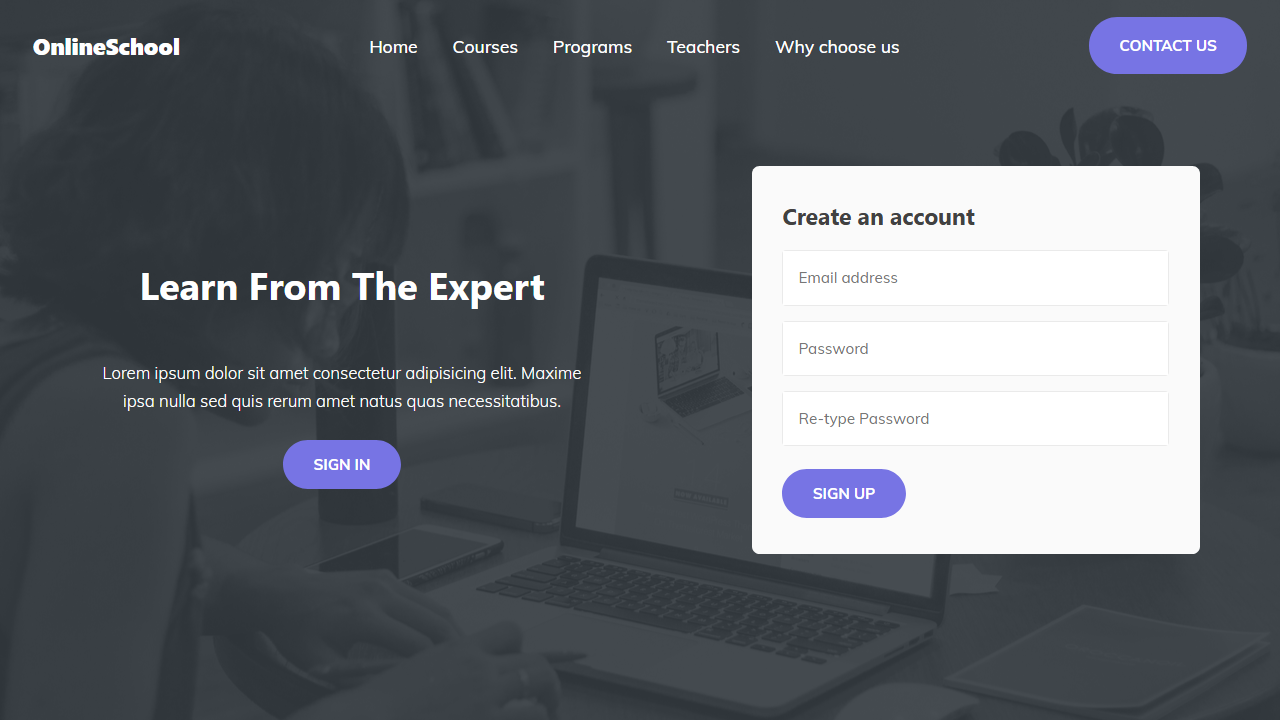 OnlineSchool
Home
Courses
Programs
Teachers
Why choose us
CONTACT US
Learn From The Expert
Lorem ipsum dolor sit amet consectetur adipisicing elit. Maxime
ipsa nulla sed quis rerum amet natus quas necessitatibus.
SIGN IN
Create an account
Email address
Password
Re-type Password
SIGN UP